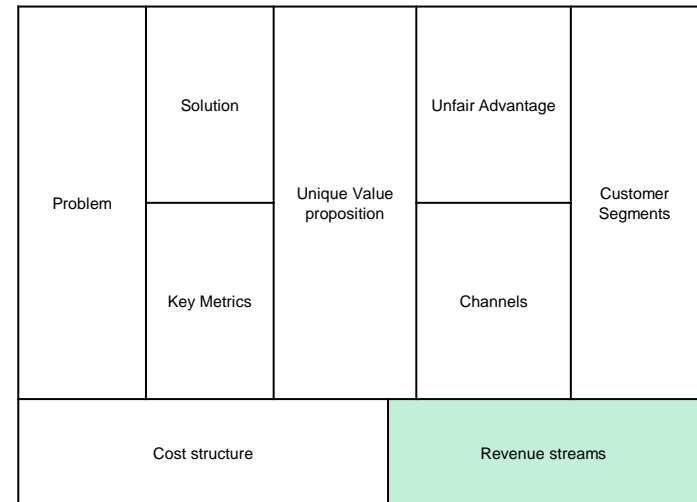 Problem
Solution
Key Metrics
Unique Value
proposition
Unfair Advantage
Channels
Customer
Segments
Cost structure
Revenue streams